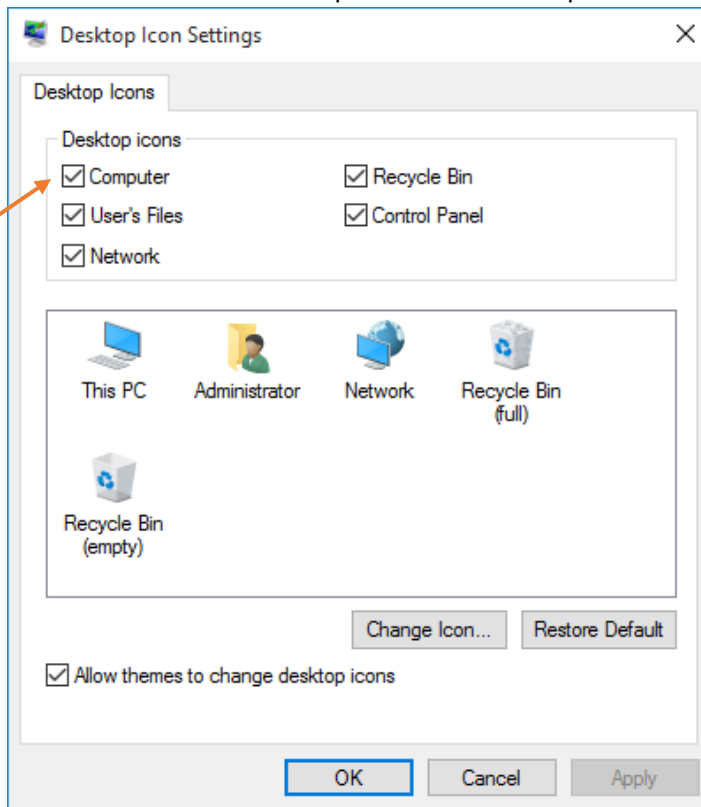 Desktop Icon Settings
Desktop Icons
Desktop icons
Computer
Recycle Bin
User's Files
Control Panel
Network
This PC
Administrator
Network
Recycle Bin
(full)
Recycle Bin
(empty)
Change Icon...
Restore Default
Allow themes to change desktop icons
OK
Cancel
Apply